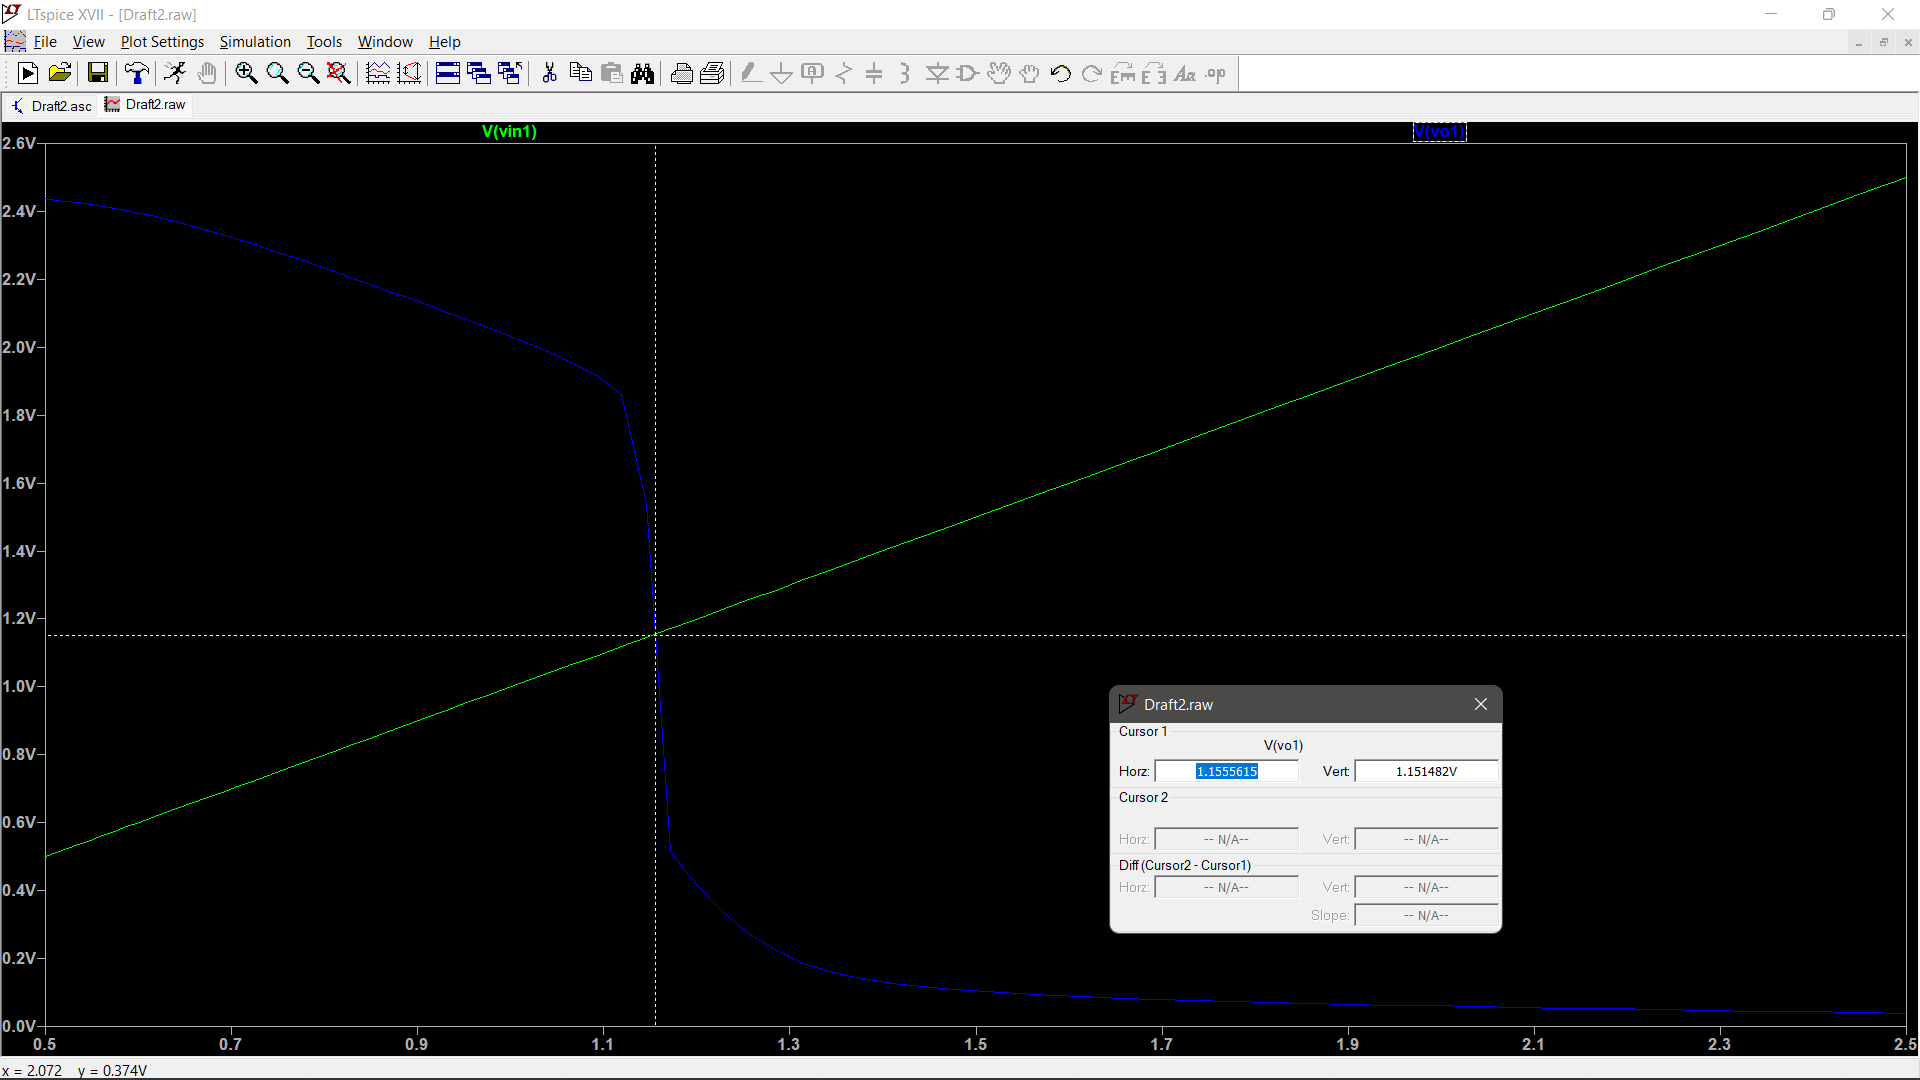 LTspice XVII - [Draft2.raw]
File View Plot Settings Simulation Tools Window Help
Draft2.asc Draft2.raw
V(vin1) V(vo1)
2.6V
2.4V
2.2V
2.0V
1.8V
1.6V
1.4V
1.2V
1.0V
0.8V
0.6V
0.4V
0.2V
0.0V
0.5 0.7 0.9 1.1 1.3 1.5 1.7 1.9 2.1 2.3 2.5
Draft2.raw
Cursor 1
V(vo1)
Horz: 1.1555615 Vert: 1.151482V
Cursor 2
Horz: -- N/A-- Vert: -- N/A--
Diff (Cursor2 - Cursor1)
Horz: -- N/A-- Vert: -- N/A--
Slope: -- N/A--
x = 2.072 y = 0.374V